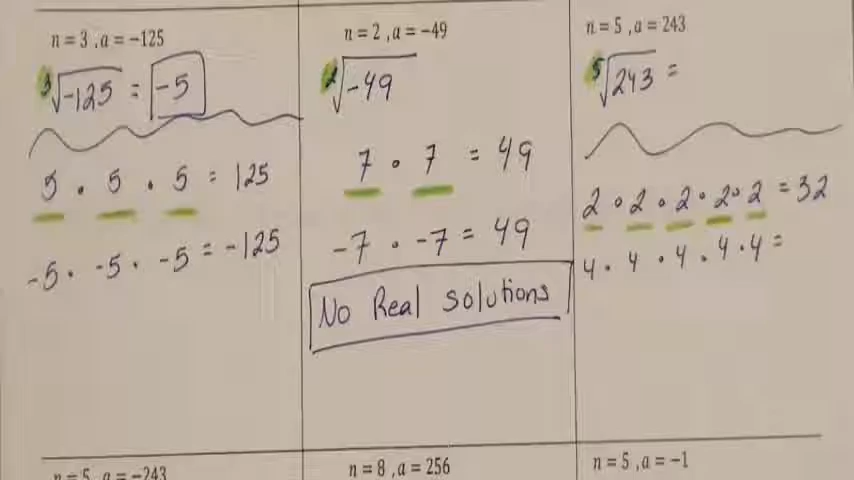 n = 3 , a = −125
∛-125 = -5
5 · 5 · 5 = 125
-5 · -5 · -5 = -125
n = 2 , a = −49
²√-49
7 · 7 = 49
-7 · -7 = 49
No Real Solutions
n = 5 , a = 243
⁵√243 =
2 · 2 · 2 · 2 · 2 = 32
4 · 4 · 4 · 4 · 4 =
n = 5 , a = −243
n = 8 , a = 256
n = 5 , a = −1